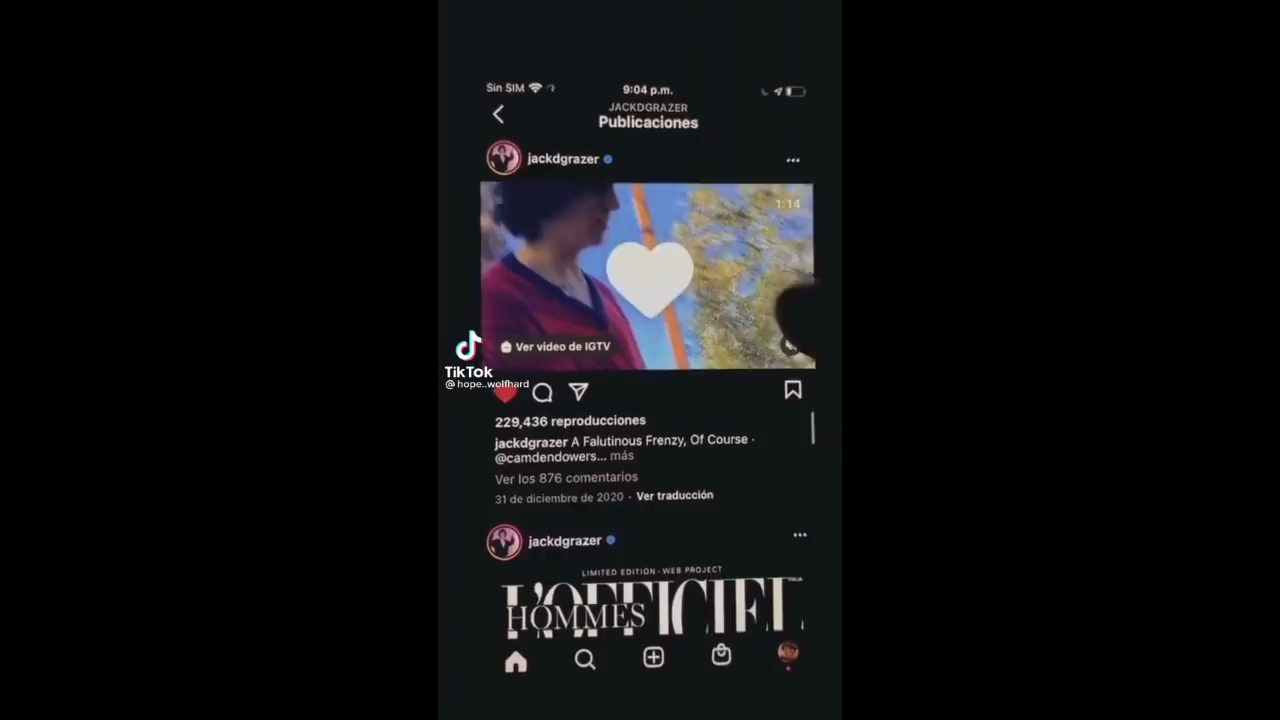 Sin SIM
9:04 p.m.
JACKDGRAZER
Publicaciones
jackdgrazer
1:14
Ver video de IGTV
TikTok
@hope..wolfhard
229,436 reproducciones
jackdgrazer A Falutinous Frenzy, Of Course ·
@camdendowers... más
Ver los 876 comentarios
31 de diciembre de 2020 · Ver traducción
jackdgrazer
LIMITED EDITION - WEB PROJECT
L'OFFICIEL
HOMMES